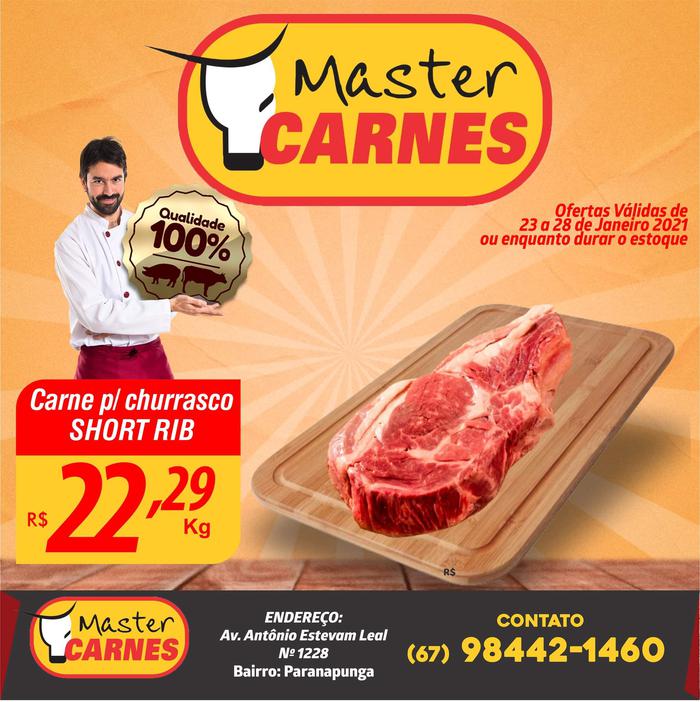 Master
CARNES
Qualidade
100%
Ofertas Válidas de
23 a 28 de Janeiro 2021
ou enquanto durar o estoque
Carne p/ churrasco
SHORT RIB
R$ 22,29
Kg
R$
Master
CARNES
ENDEREÇO:
Av. Antônio Estevam Leal
Nº 1228
Bairro: Paranapunga
CONTATO
(67) 98442-1460